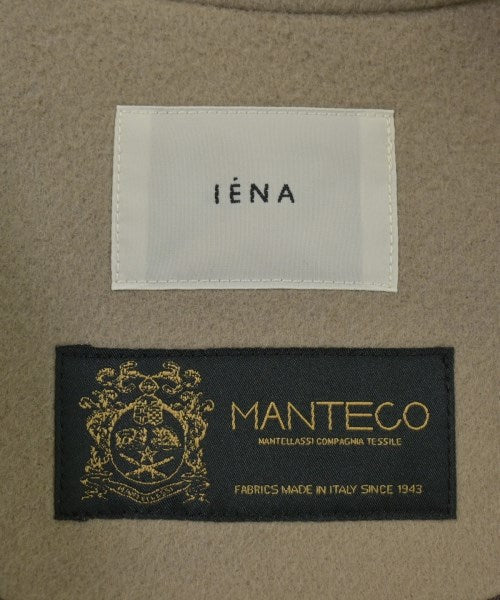 IÉNA
MANTECO
MANTELLASSI COMPAGNIA TESSILE
FABRICS MADE IN ITALY SINCE 1943